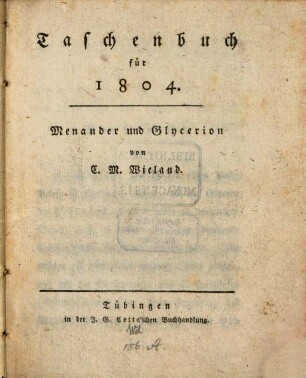 Taschenbuch
für
1804.
Menander und Glycerion
von
C. M. Wieland.
Tübingen
in der J. G. Cotta'schen Buchhandlung.